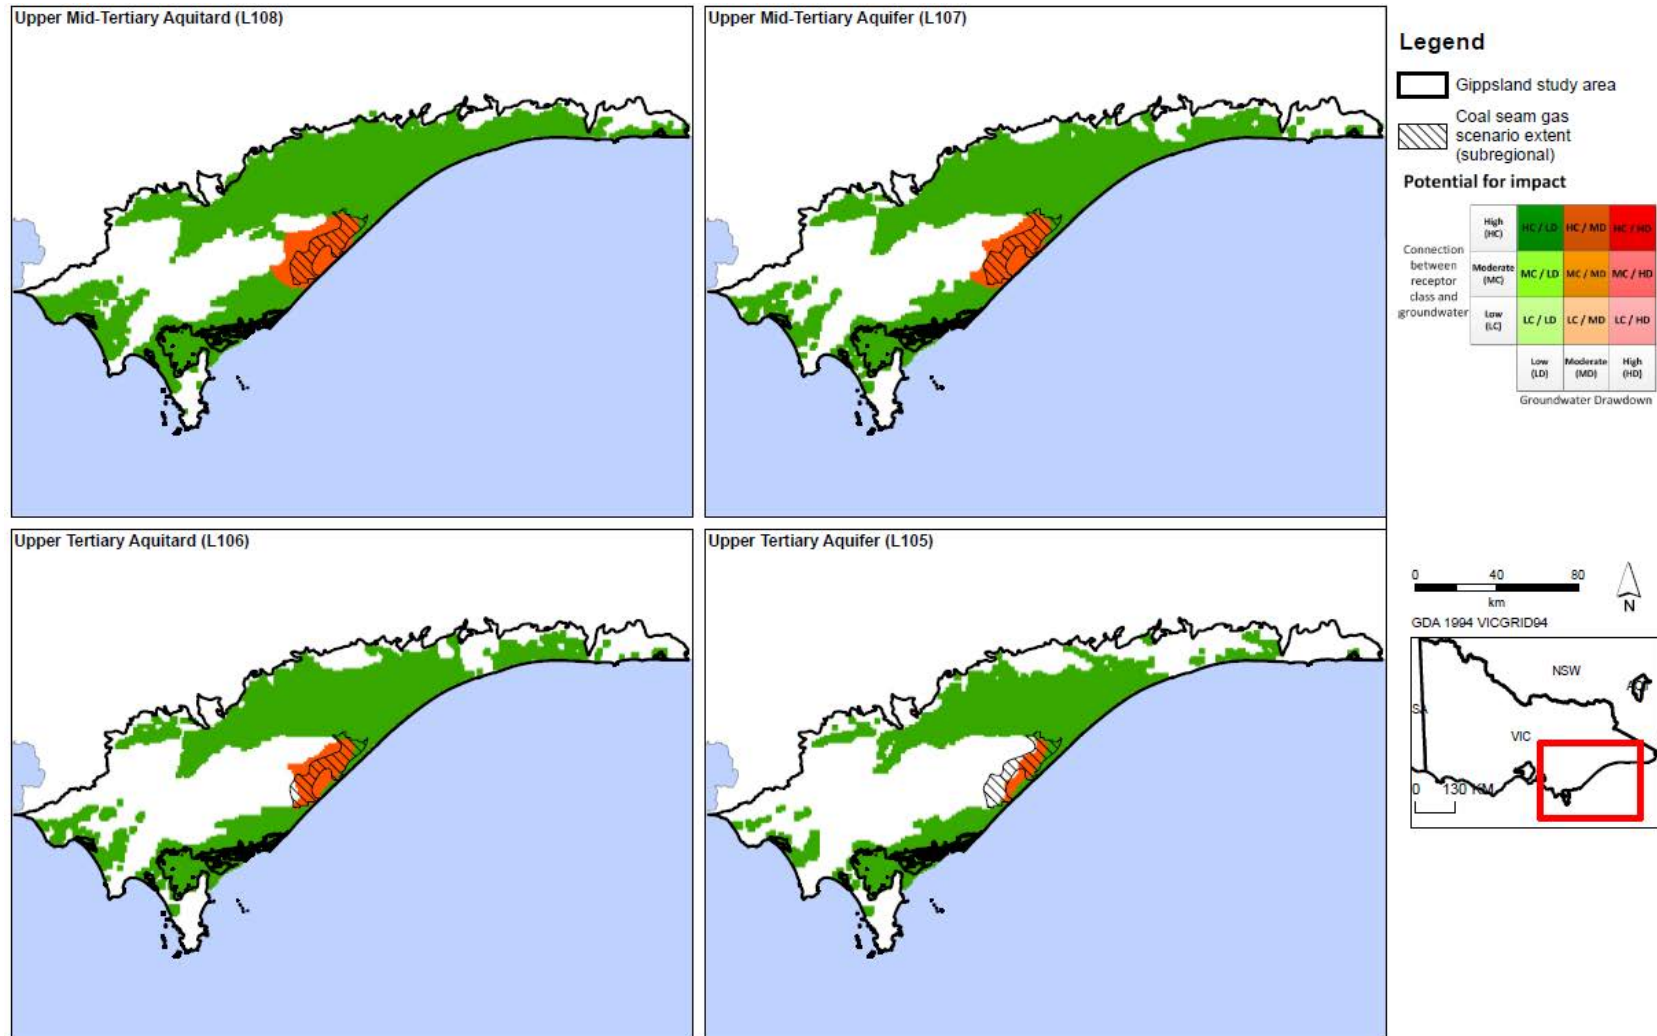 Upper Mid-Tertiary Aquitard (L108)
Upper Mid-Tertiary Aquifer (L107)
Upper Tertiary Aquitard (L106)
Upper Tertiary Aquifer (L105)
Legend
Gippsland study area
Coal seam gas
scenario extent
(subregional)
Potential for impact
Connection
between
receptor
class and
groundwater
High
(HC)
HC / LD
HC / MD
HC / HD
Moderate
(MC)
MC / LD
MC / MD
MC / HD
Low
(LC)
LC / LD
LC / MD
LC / HD
Low
(LD)
Moderate
(MD)
High
(HD)
Groundwater Drawdown
0 40 80
km
N
GDA 1994 VICGRID94
NSW
SA
VIC
0 130 KM